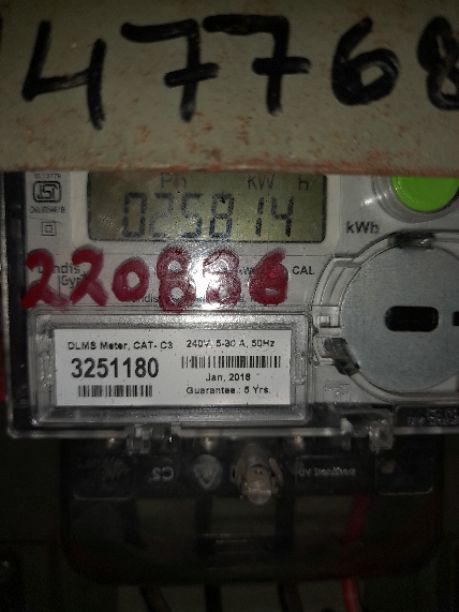 47768
Ph kW h
025814
kWh
220836
CAL
DLMS Meter, CAT- C3 240V, 5-30 A, 50Hz
3251180
Jan, 2016
Guarantee.: 5 Yrs.